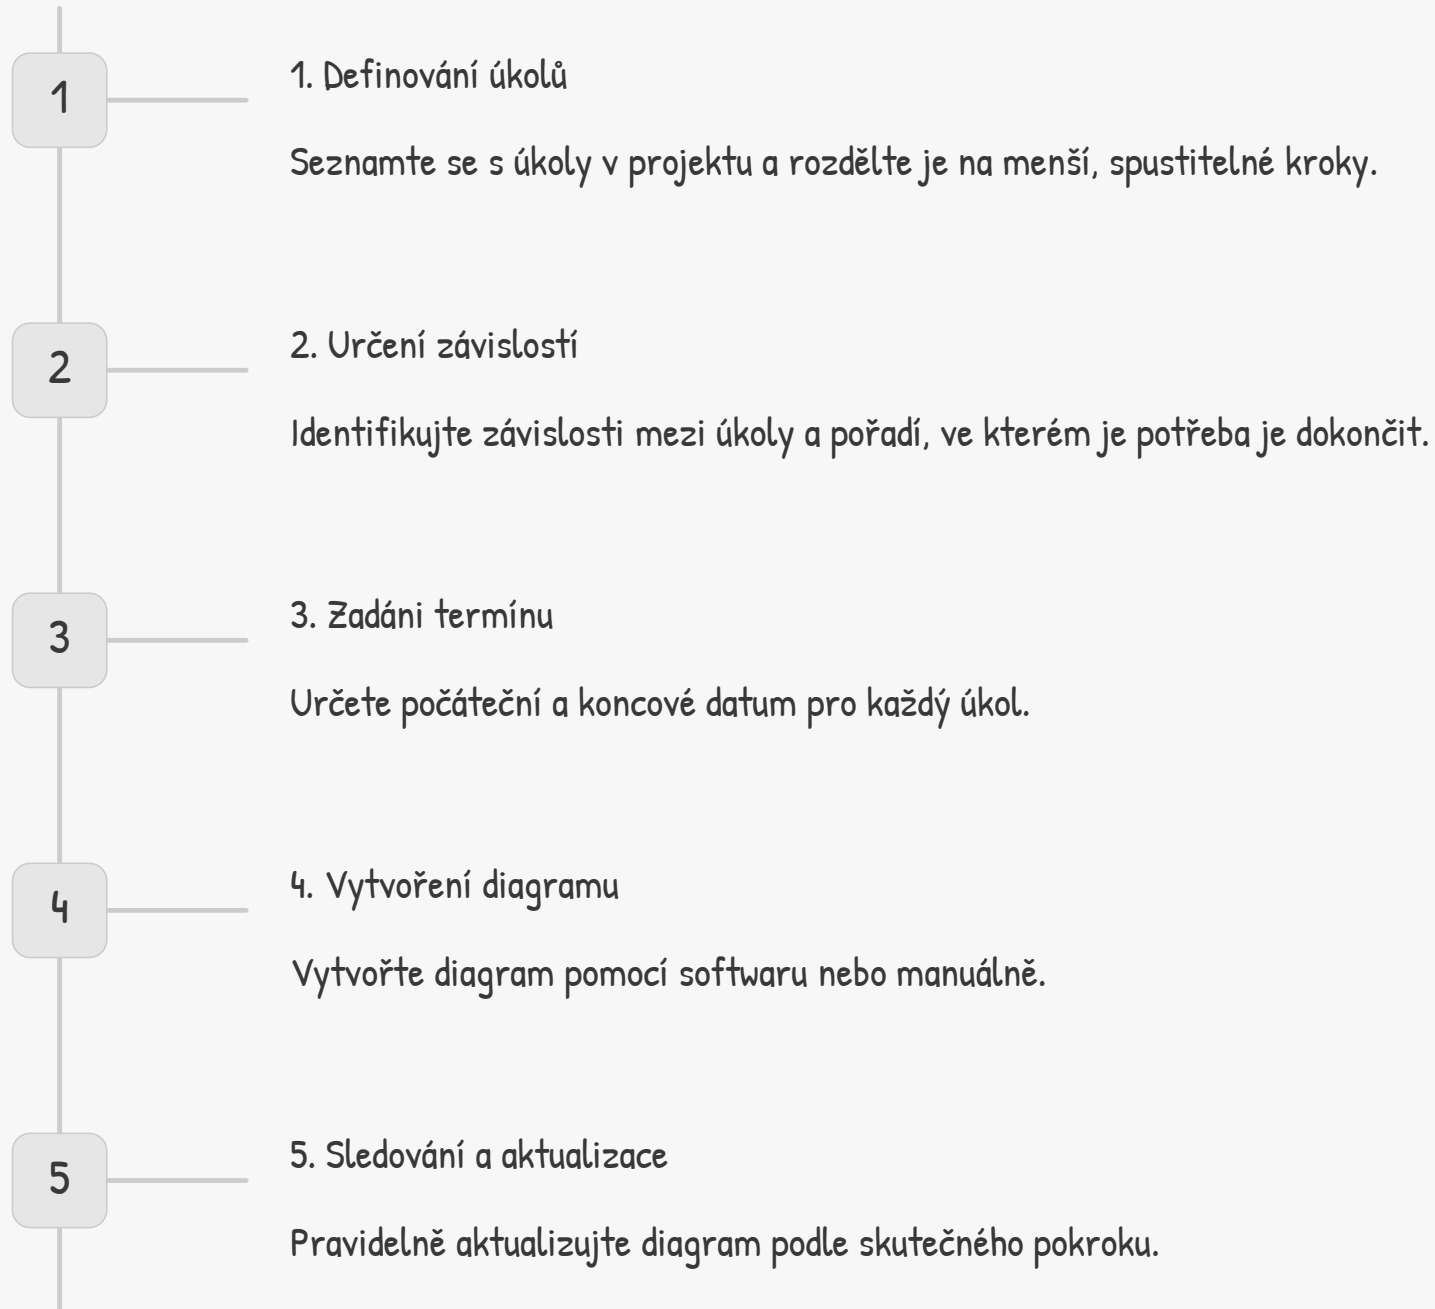 1
1. Definování úkolů
Seznamte se s úkoly v projektu a rozdělte je na menší, spustitelné kroky.
2
2. Určení závislostí
Identifikujte závislosti mezi úkoly a pořadí, ve kterém je potřeba je dokončit.
3
3. Zadáni termínu
Určete počáteční a koncové datum pro každý úkol.
4
4. Vytvoření diagramu
Vytvořte diagram pomocí softwaru nebo manuálně.
5
5. Sledování a aktualizace
Pravidelně aktualizujte diagram podle skutečného pokroku.